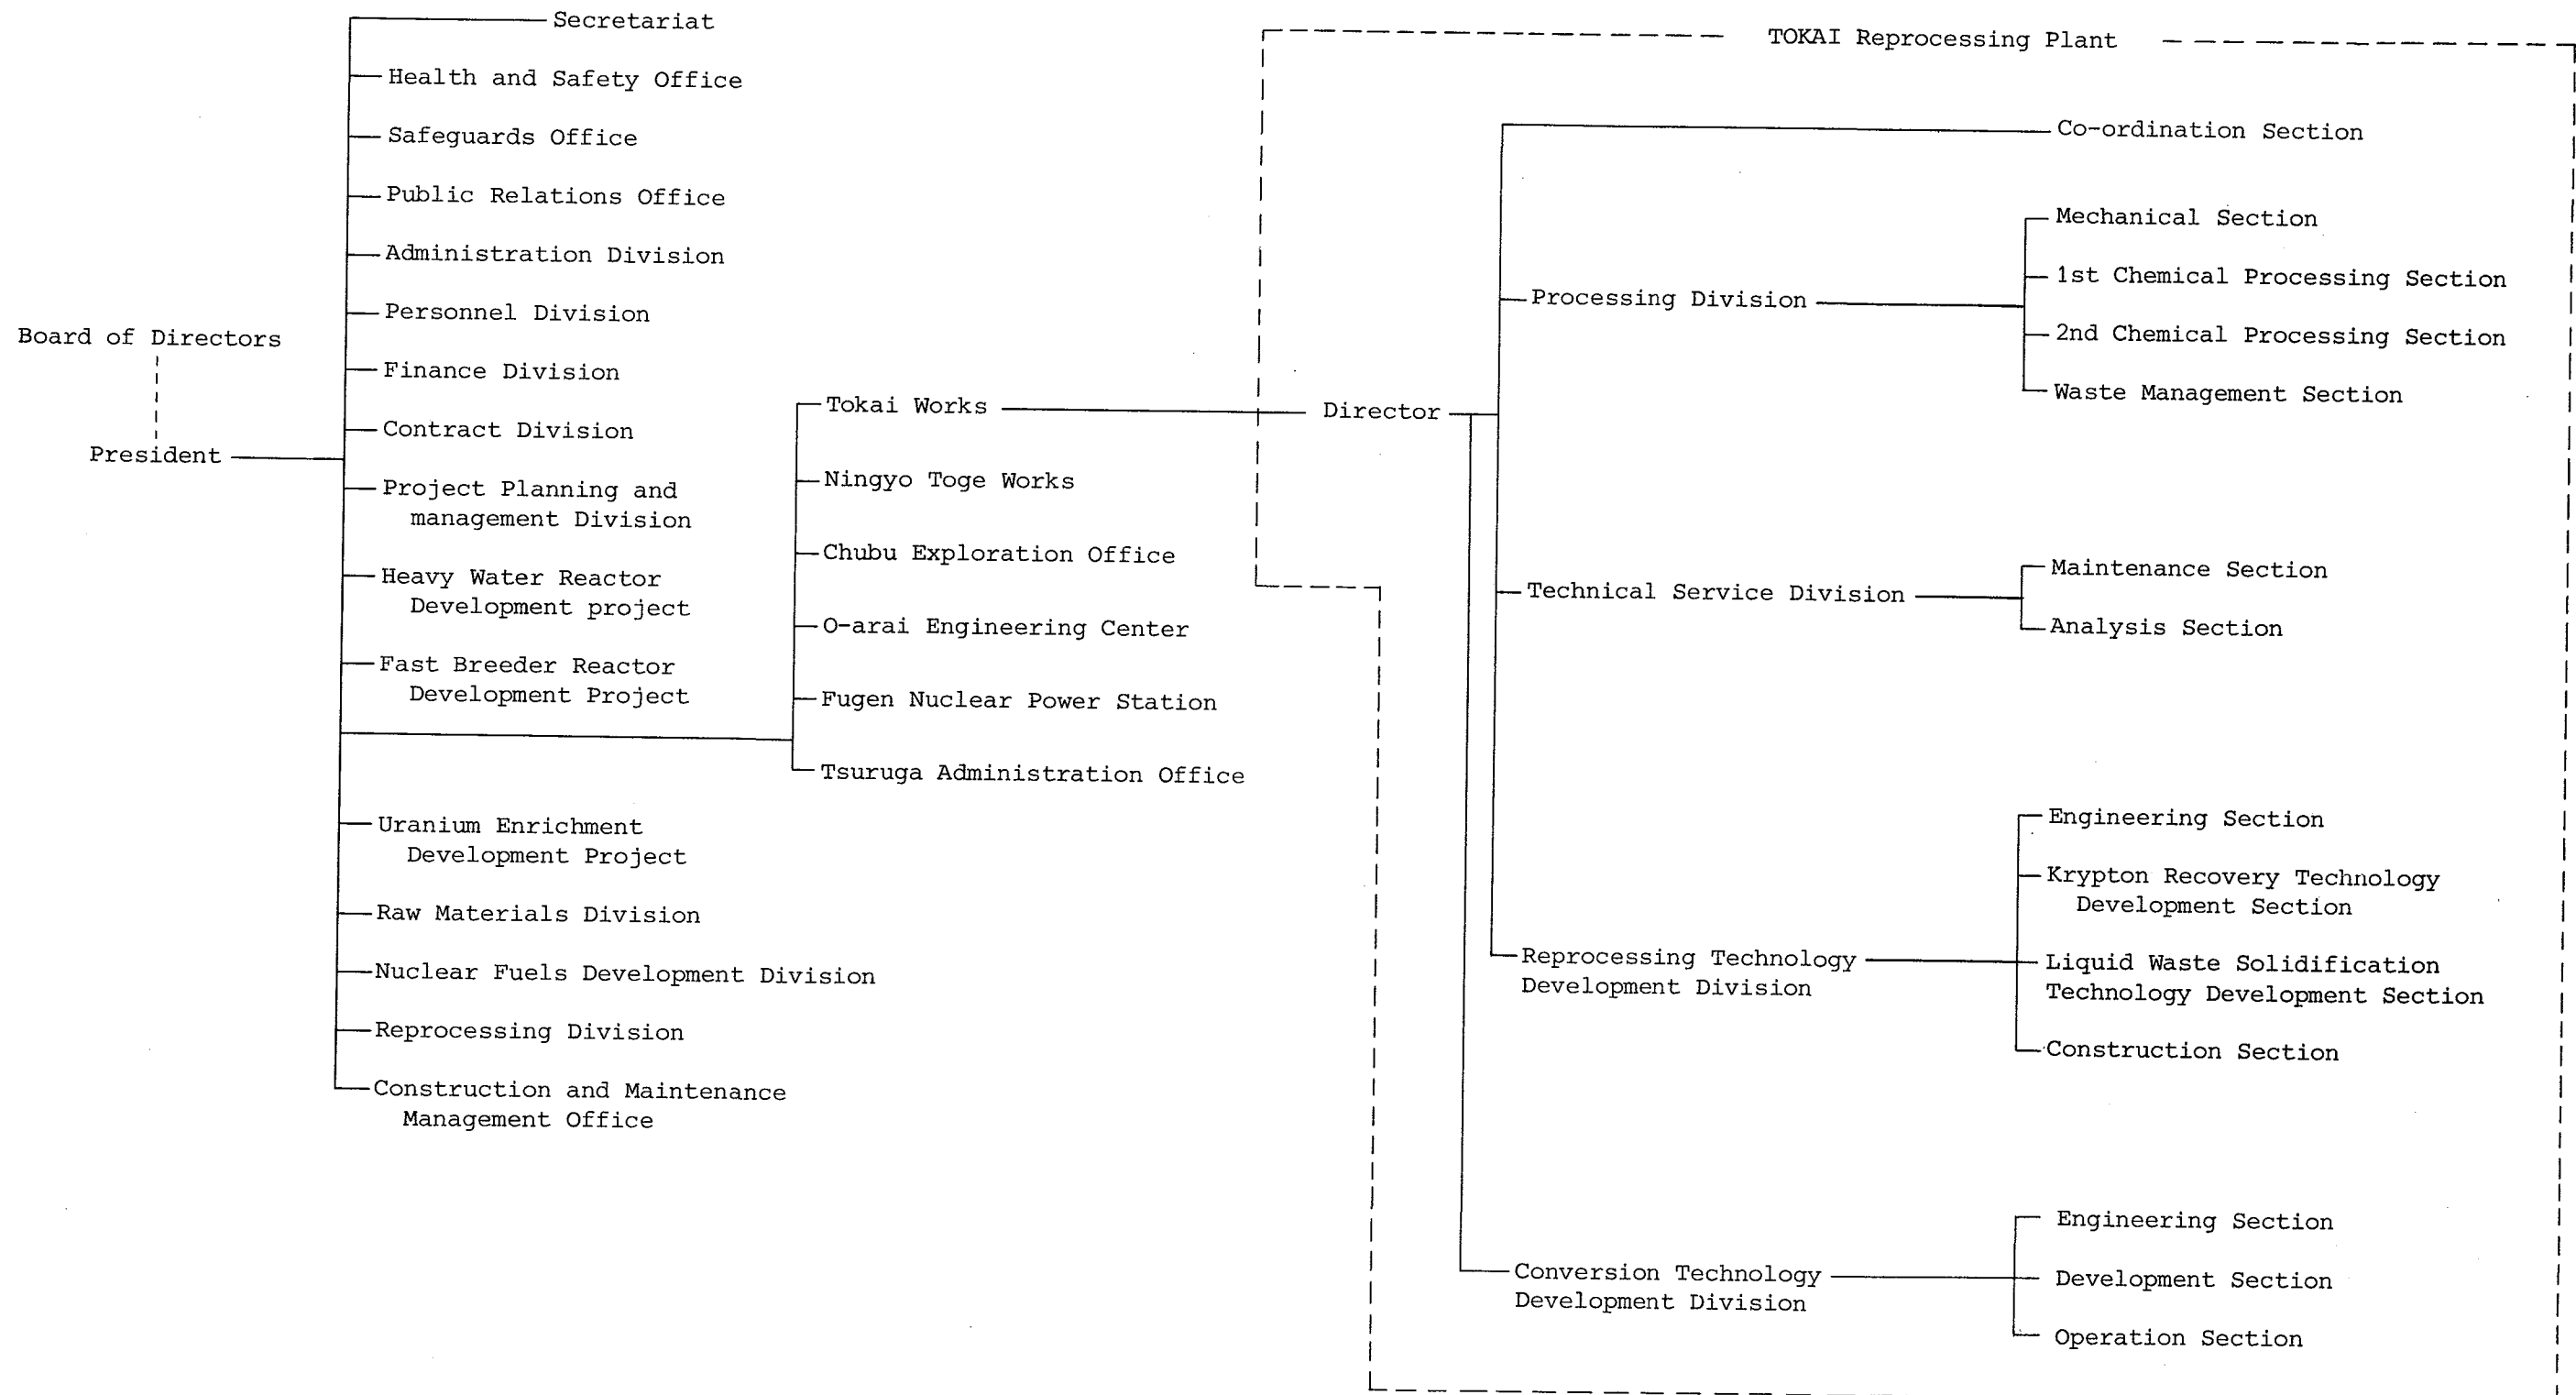 Board of Directors
President
Secretariat
Health and Safety Office
Safeguards Office
Public Relations Office
Administration Division
Personnel Division
Finance Division
Contract Division
Project Planning and
management Division
Heavy Water Reactor
Development project
Fast Breeder Reactor
Development Project
Uranium Enrichment
Development Project
Raw Materials Division
Nuclear Fuels Development Division
Reprocessing Division
Construction and Maintenance
Management Office
Tokai Works
Ningyo Toge Works
Chubu Exploration Office
O-arai Engineering Center
Fugen Nuclear Power Station
Tsuruga Administration Office
TOKAI Reprocessing Plant
Director
Co-ordination Section
Processing Division
Mechanical Section
1st Chemical Processing Section
2nd Chemical Processing Section
Waste Management Section
Technical Service Division
Maintenance Section
Analysis Section
Reprocessing Technology
Development Division
Engineering Section
Krypton Recovery Technology
Development Section
Liquid Waste Solidification
Technology Development Section
Construction Section
Conversion Technology
Development Division
Engineering Section
Development Section
Operation Section